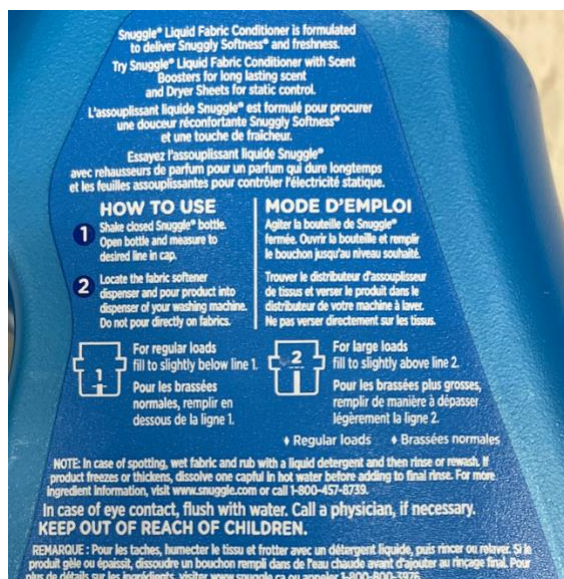 Snuggle® Liquid Fabric Conditioner is formulated
to deliver Snuggly Softness® and freshness.
Try Snuggle® Liquid Fabric Conditioner with Scent
Boosters for long lasting scent
and Dryer Sheets for static control.
L'assouplissant liquide Snuggle® est formulé pour procurer
une douceur réconfortante Snuggly Softness®
et une touche de fraîcheur.
Essayez l'assouplissant liquide Snuggle®
avec rehausseurs de parfum pour un parfum qui dure longtemps
et les feuilles assouplissantes pour contrôler l'électricité statique.
HOW TO USE
1 Shake closed Snuggle® bottle.
Open bottle and measure to
desired line in cap.
2 Locate the fabric softener
dispenser and pour product into
dispenser of your washing machine.
Do not pour directly on fabrics.
MODE D'EMPLOI
Agiter la bouteille de Snuggle®
fermée. Ouvrir la bouteille et remplir
le bouchon jusqu'au niveau souhaité.
Trouver le distributeur d'assouplisseur
de tissus et verser le produit dans le
distributeur de votre machine à laver.
Ne pas verser directement sur les tissus.
1
For regular loads
fill to slightly below line 1.
Pour les brassées
normales, remplir en
dessous de la ligne 1.
2
For large loads
fill to slightly above line 2.
Pour les brassées plus grosses,
remplir de manière à dépasser
légèrement la ligne 2.
♦ Regular loads ♦ Brassées normales
NOTE: In case of spotting, wet fabric and rub with a liquid detergent and then rinse or rewash. If
product freezes or thickens, dissolve one capful in hot water before adding to final rinse. For more
ingredient information, visit www.snuggle.com or call 1-800-457-8739.
In case of eye contact, flush with water. Call a physician, if necessary.
KEEP OUT OF REACH OF CHILDREN.
REMARQUE : Pour les taches, humecter le tissu et frotter avec un détergent liquide, puis rincer ou relaver. Si le
produit gèle ou épaissit, dissoudre un bouchon rempli dans de l'eau chaude avant d'ajouter au rinçage final. Pour
plus de détails sur les ingrédients, visiter www.snuggle.ca ou appeler